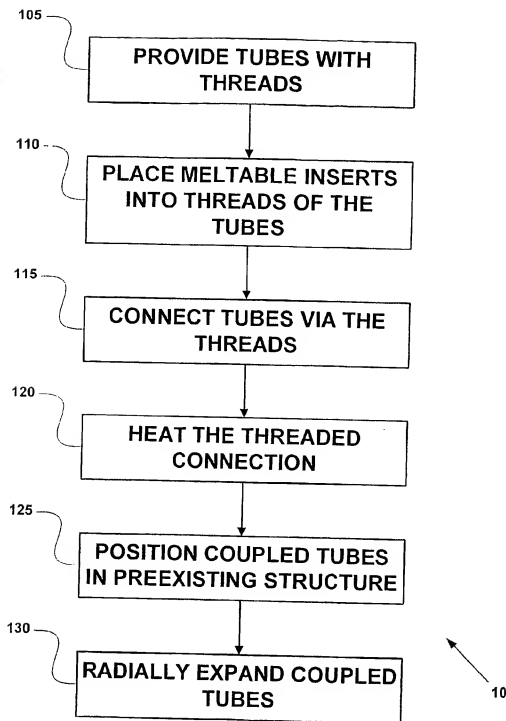 105
PROVIDE TUBES WITH
THREADS
110
PLACE MELTABLE INSERTS
INTO THREADS OF THE
TUBES
115
CONNECT TUBES VIA THE
THREADS
120
HEAT THE THREADED
CONNECTION
125
POSITION COUPLED TUBES
IN PREEXISTING STRUCTURE
130
RADIALLY EXPAND COUPLED
TUBES
10